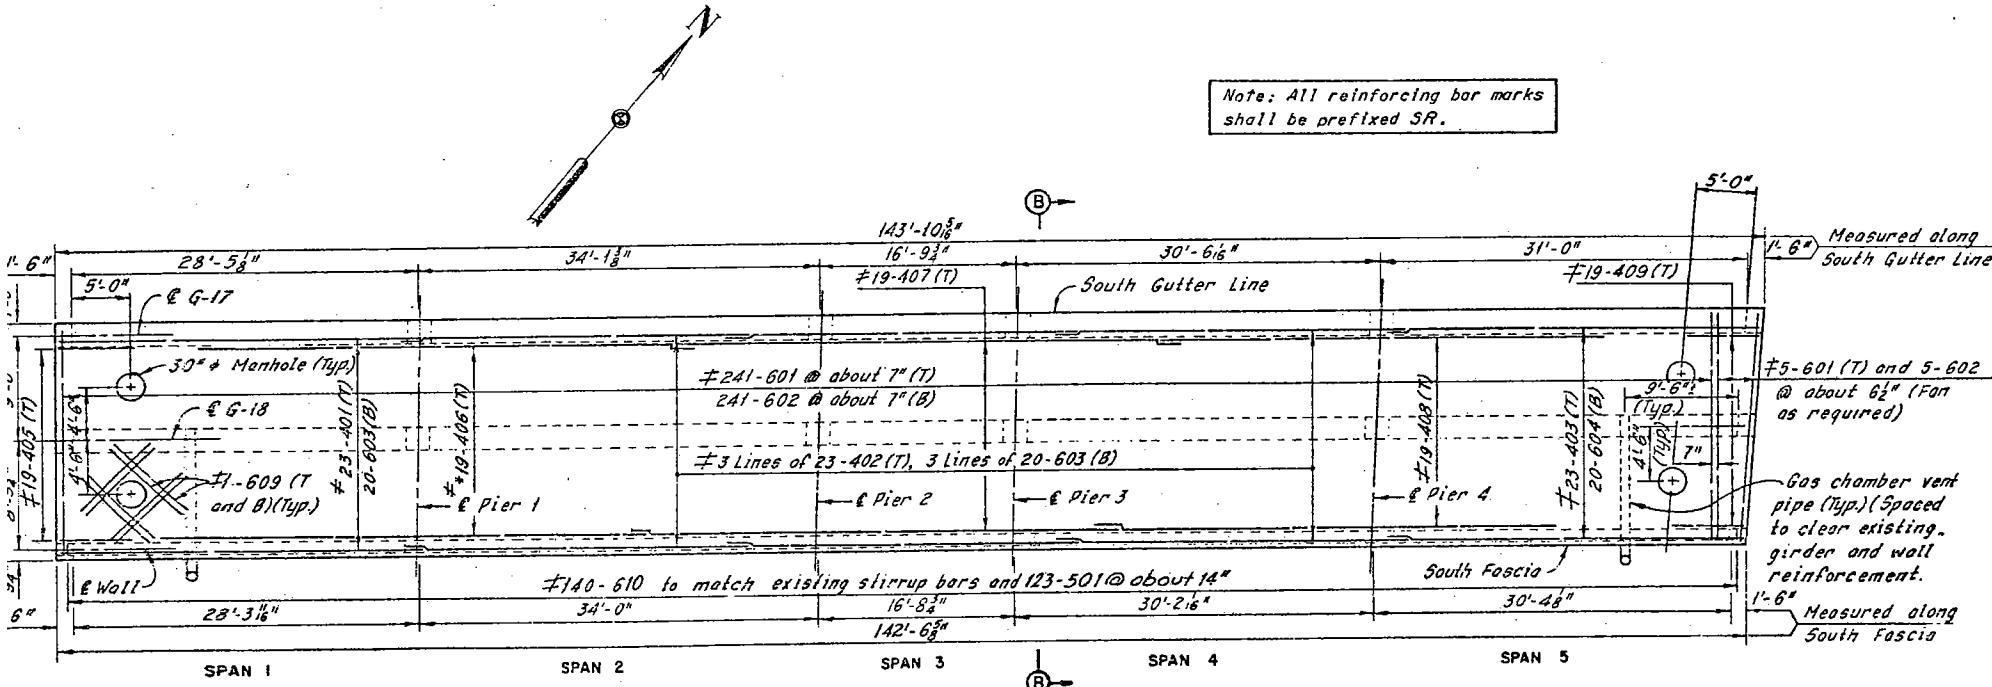 N
Note: All reinforcing bar marks
shall be prefixed SR.
B
5'-0"
143'-10 5/16"
1'-6"
28'-5 1/8"
34'-1 3/8"
16'-9 3/4"
30'-6 1/16"
31'-0"
1'-6"
Measured along
South Gutter Line
5'-0"
℄ G-17
‡19-407 (T)
South Gutter Line
‡19-409 (T)
30" ɸ Manhole (Typ.)
‡241-601 @ about 7" (T)
241-602 @ about 7" (B)
‡5-601 (T) and 5-602
@ about 6 1/2" (Fan
as required)
9'-6"±
(Typ.)
4'-6"
4'-6"
℄ G-18
‡19-405 (T)
‡23-401 (T)
20-603 (B)
‡*19-406 (T)
‡3 Lines of 23-402 (T), 3 Lines of 20-603 (B)
‡19-408 (T)
‡23-403 (T)
20-604 (B)
4'-6"
(Typ.)
7"
‡1-609 (T
and B) (Typ.)
℄ Pier 1
℄ Pier 2
℄ Pier 3
℄ Pier 4
Gas chamber vent
pipe (Typ.) (Spaced
to clear existing
girder and wall
reinforcement.
℄ Wall
‡140-610 to match existing stirrup bars and 123-501 @ about 14"
South Fascia
6"
28'-3 11/16"
34'-0"
16'-8 3/4"
30'-2 1/16"
30'-4 1/8"
1'-6"
Measured along
South Fascia
142'-6 5/8"
SPAN 1
SPAN 2
SPAN 3
SPAN 4
SPAN 5
B